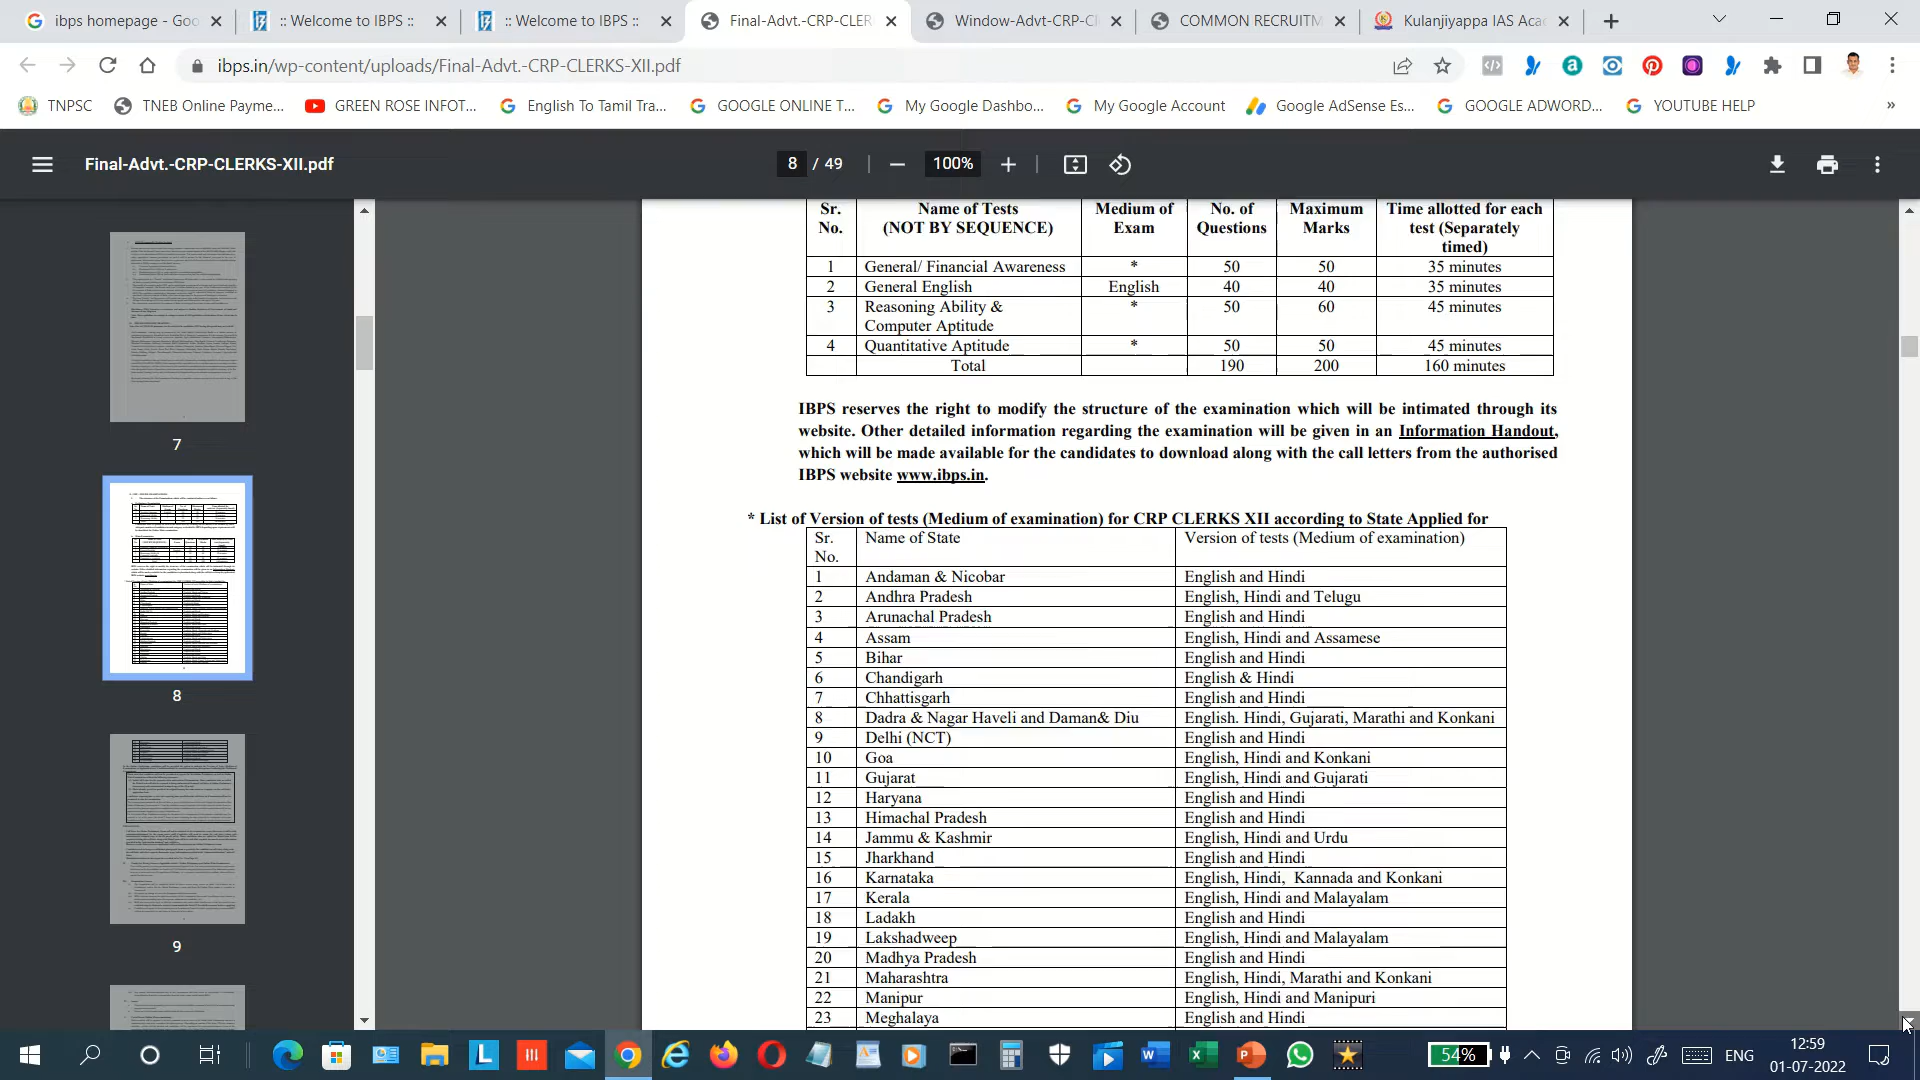 ibps homepage - Goo
:: Welcome to IBPS ::
:: Welcome to IBPS ::
Final-Advt.-CRP-CLER
Window-Advt-CRP-Cl
COMMON RECRUITM
Kulanjiyappa IAS Aca
ibps.in/wp-content/uploads/Final-Advt.-CRP-CLERKS-XII.pdf
TNPSC
TNEB Online Payme...
GREEN ROSE INFOT...
English To Tamil Tra...
GOOGLE ONLINE T...
My Google Dashbo...
My Google Account
Google AdSense Es...
GOOGLE ADWORD...
YOUTUBE HELP
»
Final-Advt.-CRP-CLERKS-XII.pdf
8 / 49
100%
7
8
9
Sr. No. Name of Tests (NOT BY SEQUENCE) Medium of Exam No. of Questions Maximum Marks Time allotted for each test (Separately timed)
1 General/ Financial Awareness * 50 50 35 minutes
2 General English English 40 40 35 minutes
3 Reasoning Ability & Computer Aptitude * 50 60 45 minutes
4 Quantitative Aptitude * 50 50 45 minutes
Total 190 200 160 minutes
IBPS reserves the right to modify the structure of the examination which will be intimated through its
website. Other detailed information regarding the examination will be given in an Information Handout,
which will be made available for the candidates to download along with the call letters from the authorised
IBPS website www.ibps.in.
* List of Version of tests (Medium of examination) for CRP CLERKS XII according to State Applied for
Sr. No. Name of State Version of tests (Medium of examination)
1 Andaman & Nicobar English and Hindi
2 Andhra Pradesh English, Hindi and Telugu
3 Arunachal Pradesh English and Hindi
4 Assam English, Hindi and Assamese
5 Bihar English and Hindi
6 Chandigarh English & Hindi
7 Chhattisgarh English and Hindi
8 Dadra & Nagar Haveli and Daman& Diu English. Hindi, Gujarati, Marathi and Konkani
9 Delhi (NCT) English and Hindi
10 Goa English, Hindi and Konkani
11 Gujarat English, Hindi and Gujarati
12 Haryana English and Hindi
13 Himachal Pradesh English and Hindi
14 Jammu & Kashmir English, Hindi and Urdu
15 Jharkhand English and Hindi
16 Karnataka English, Hindi, Kannada and Konkani
17 Kerala English, Hindi and Malayalam
18 Ladakh English and Hindi
19 Lakshadweep English, Hindi and Malayalam
20 Madhya Pradesh English and Hindi
21 Maharashtra English, Hindi, Marathi and Konkani
22 Manipur English, Hindi and Manipuri
23 Meghalaya English and Hindi
54%
ENG
12:59
01-07-2022